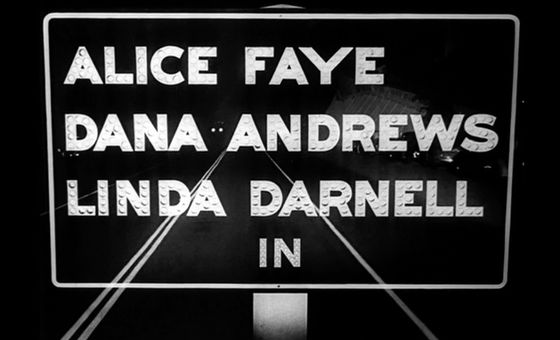 ALICE FAYE
DANA ANDREWS
LINDA DARNELL
IN